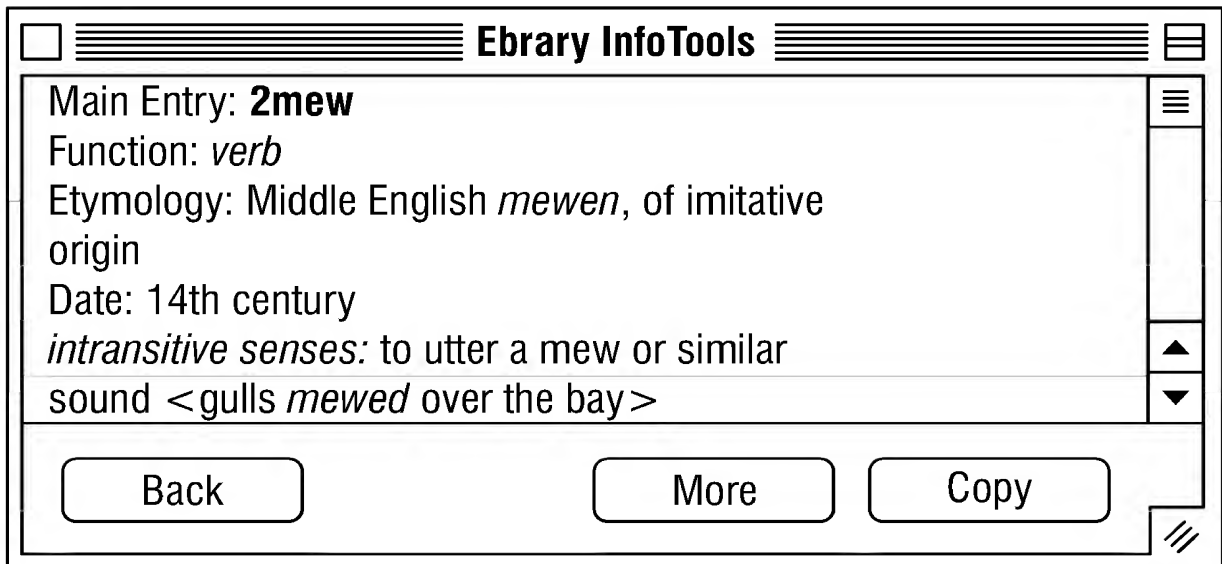 Ebrary InfoTools
Main Entry: 2mew
Function: verb
Etymology: Middle English mewen, of imitative
origin
Date: 14th century
intransitive senses: to utter a mew or similar
sound <gulls mewed over the bay>
Back More Copy